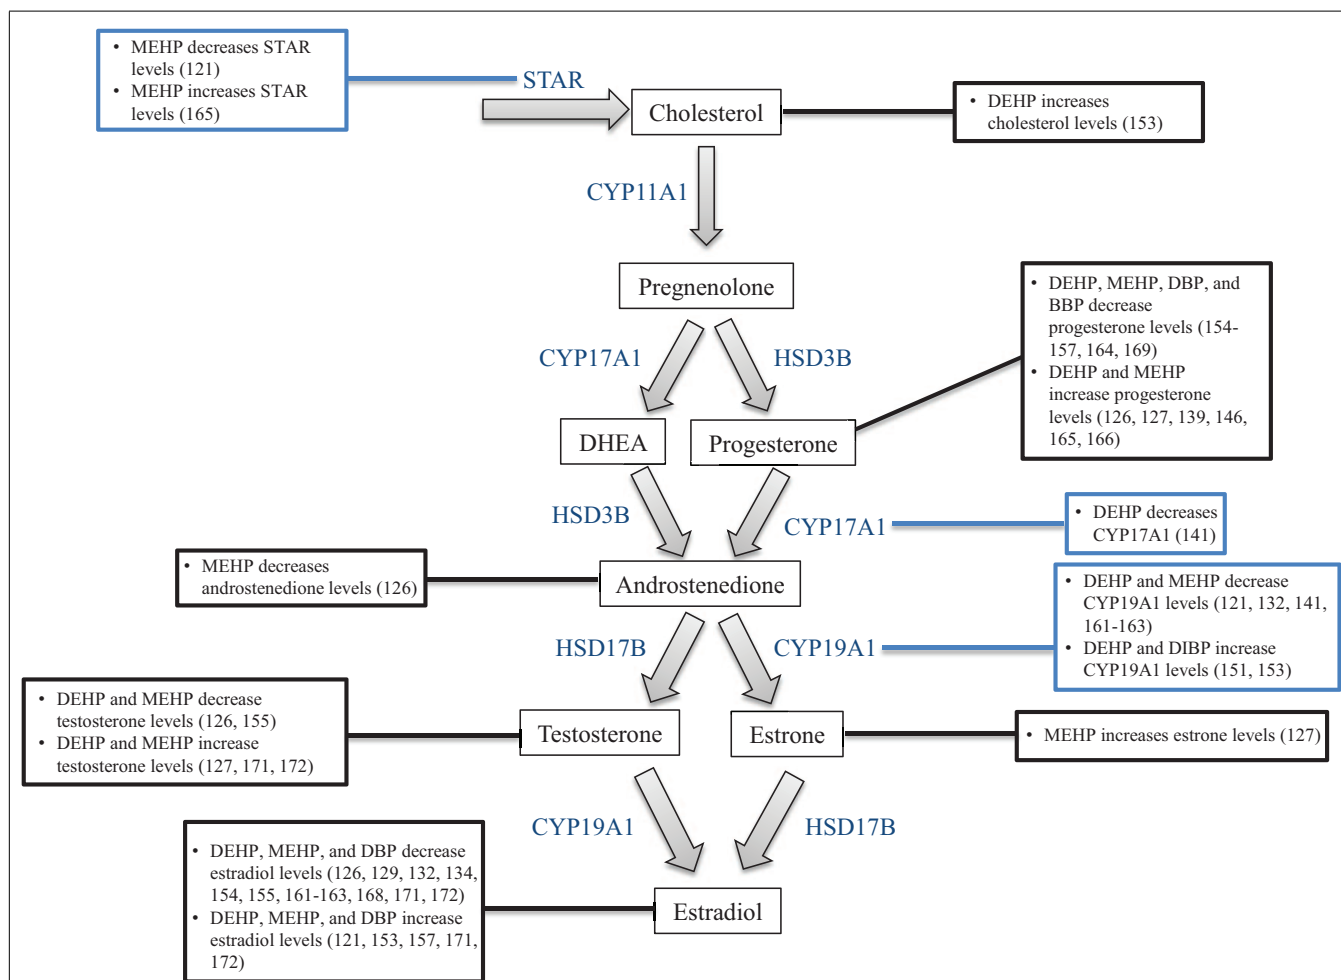 • MEHP decreases STAR
levels (121)
• MEHP increases STAR
levels (165)
STAR
Cholesterol
• DEHP increases
cholesterol levels (153)
CYP11A1
Pregnenolone
• DEHP, MEHP, DBP, and
BBP decrease
progesterone levels (154-
157, 164, 169)
• DEHP and MEHP
increase progesterone
levels (126, 127, 139, 146,
165, 166)
CYP17A1
HSD3B
DHEA
Progesterone
HSD3B
CYP17A1
• DEHP decreases
CYP17A1 (141)
• MEHP decreases
androstenedione levels (126)
Androstenedione
• DEHP and MEHP decrease
CYP19A1 levels (121, 132, 141,
161-163)
• DEHP and DIBP increase
CYP19A1 levels (151, 153)
HSD17B
CYP19A1
• DEHP and MEHP decrease
testosterone levels (126, 155)
• DEHP and MEHP increase
testosterone levels (127, 171, 172)
Testosterone
Estrone
• MEHP increases estrone levels (127)
CYP19A1
HSD17B
• DEHP, MEHP, and DBP decrease
estradiol levels (126, 129, 132, 134,
154, 155, 161-163, 168, 171, 172)
• DEHP, MEHP, and DBP increase
estradiol levels (121, 153, 157, 171,
172)
Estradiol